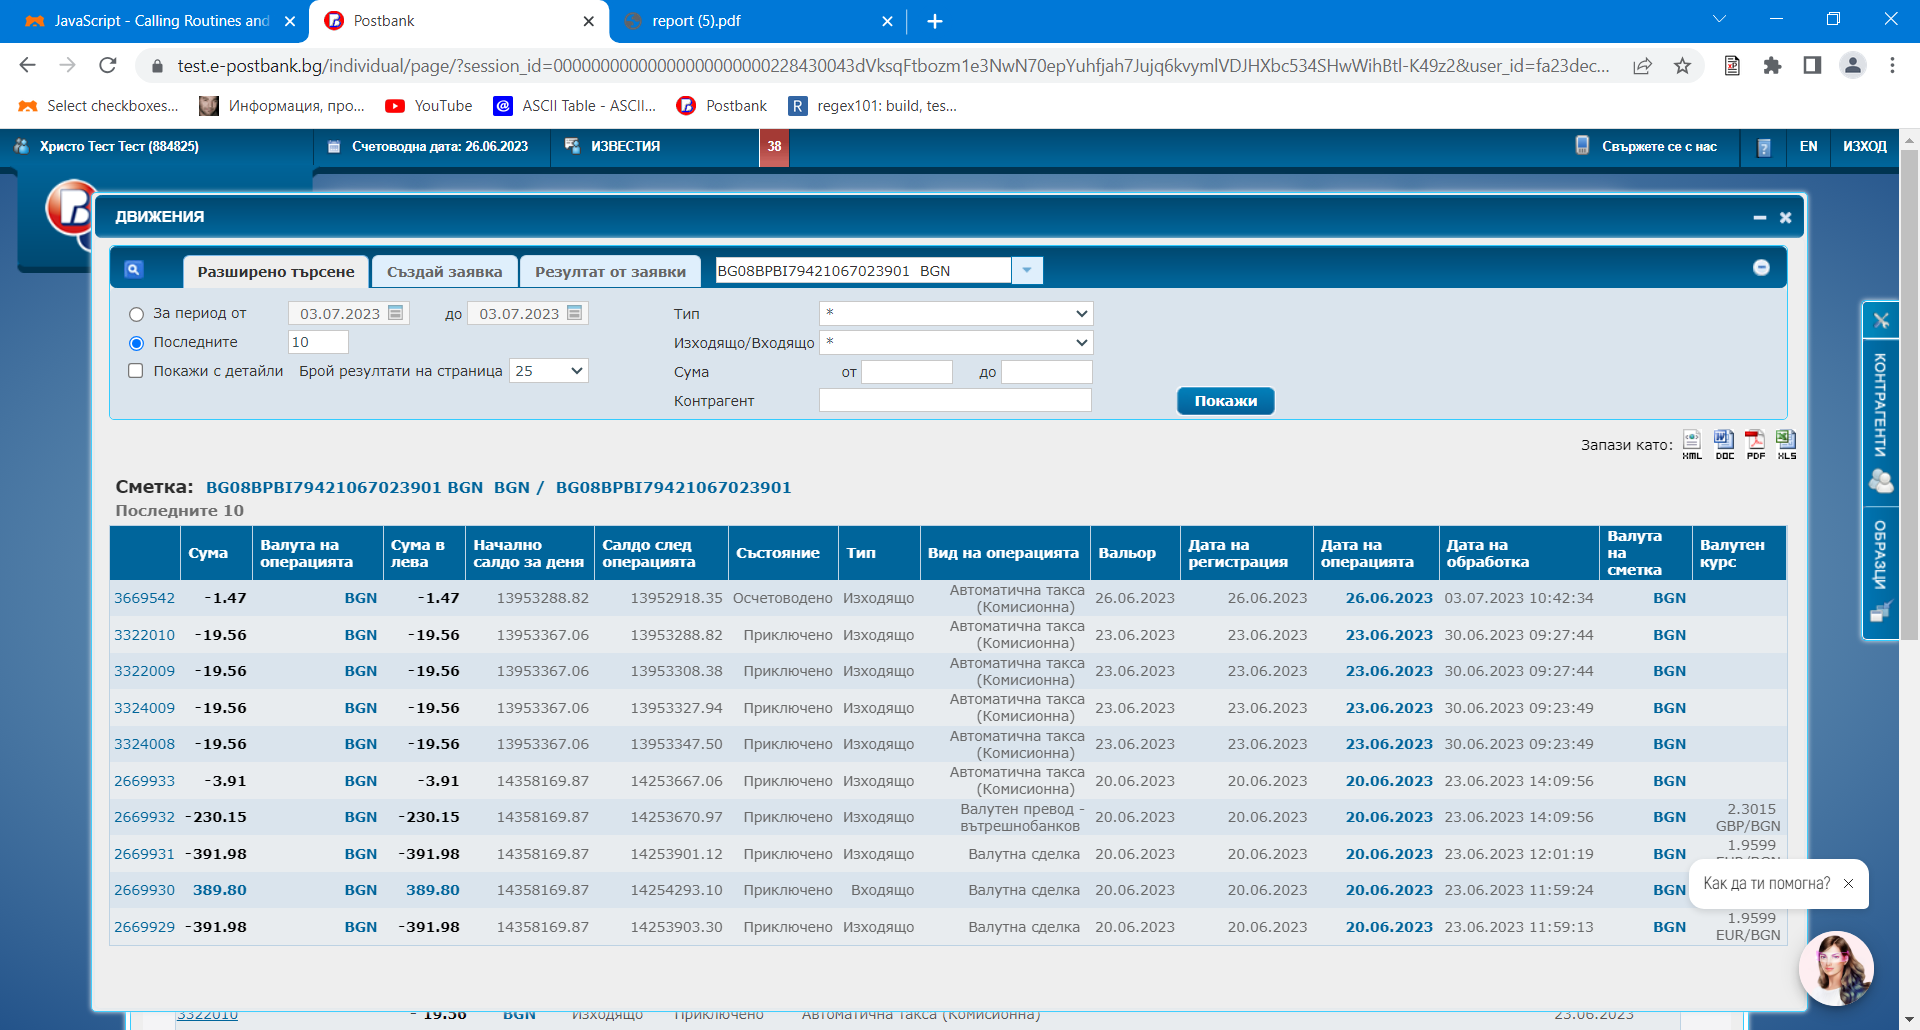 JavaScript - Calling Routines and
Postbank
report (5).pdf
test.e-postbank.bg/individual/page/?session_id=
Select checkboxes...
Информация, про...
YouTube
ASCII Table - ASCII...
Postbank
regex101: build, tes...
Христо Тест Тест (884825)
Счетоводна дата: 26.06.2023
ИЗВЕСТИЯ
38
Свържете се с нас
EN
ИЗХОД
ДВИЖЕНИЯ
Разширено търсене
Създай заявка
Резултат от заявки
BG08BPBI79421067023901 BGN
За период от 03.07.2023 до 03.07.2023
Тип *
Последните 10
Изходящо/Входящо *
Покажи с детайли Брой резултати на страница 25
Сума от до
Контрагент
Покажи
КОНТРАГЕНТИ
ОБРАЗЦИ
Запази като: XML DOC PDF XLS
Сметка: BG08BPBI79421067023901 BGN BGN / BG08BPBI79421067023901
Последните 10
Сума
Валута на операцията
Сума в лева
Начално салдо за деня
Салдо след операцията
Състояние
Тип
Вид на операцията
Вальор
Дата на регистрация
Дата на операцията
Дата на обработка
Валута на сметка
Валутен курс
3669542 -1.47 BGN -1.47 13953288.82 13952918.35 Осчетоводено Изходящо Автоматична такса (Комисионна) 26.06.2023 26.06.2023 26.06.2023 03.07.2023 10:42:34 BGN
3322010 -19.56 BGN -19.56 13953367.06 13953288.82 Приключено Изходящо Автоматична такса (Комисионна) 23.06.2023 23.06.2023 23.06.2023 30.06.2023 09:27:44 BGN
3322009 -19.56 BGN -19.56 13953367.06 13953308.38 Приключено Изходящо Автоматична такса (Комисионна) 23.06.2023 23.06.2023 23.06.2023 30.06.2023 09:27:44 BGN
3324009 -19.56 BGN -19.56 13953367.06 13953327.94 Приключено Изходящо Автоматична такса (Комисионна) 23.06.2023 23.06.2023 23.06.2023 30.06.2023 09:23:49 BGN
3324008 -19.56 BGN -19.56 13953367.06 13953347.50 Приключено Изходящо Автоматична такса (Комисионна) 23.06.2023 23.06.2023 23.06.2023 30.06.2023 09:23:49 BGN
2669933 -3.91 BGN -3.91 14358169.87 14253667.06 Приключено Изходящо Автоматична такса (Комисионна) 20.06.2023 20.06.2023 20.06.2023 23.06.2023 14:09:56 BGN
2669932 -230.15 BGN -230.15 14358169.87 14253670.97 Приключено Изходящо Валутен превод - вътрешнобанков 20.06.2023 20.06.2023 20.06.2023 23.06.2023 14:09:56 BGN 2.3015 GBP/BGN
2669931 -391.98 BGN -391.98 14358169.87 14253901.12 Приключено Изходящо Валутна сделка 20.06.2023 20.06.2023 20.06.2023 23.06.2023 12:01:19 BGN 1.9599
2669930 389.80 BGN 389.80 14358169.87 14254293.10 Приключено Входящо Валутна сделка 20.06.2023 20.06.2023 20.06.2023 23.06.2023 11:59:24 BGN
2669929 -391.98 BGN -391.98 14358169.87 14253903.30 Приключено Изходящо Валутна сделка 20.06.2023 20.06.2023 20.06.2023 23.06.2023 11:59:13 BGN 1.9599 EUR/BGN
Как да ти помогна?
3322010 - 19.56 BGN Изходящо Приключено Автоматична такса (Комисионна) 23.06.2023